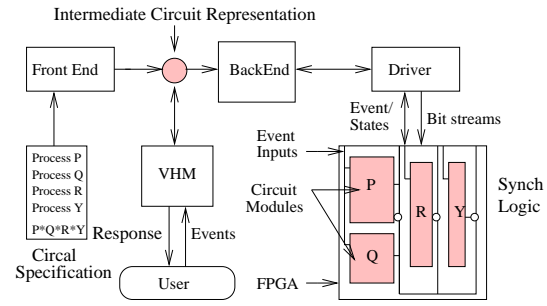 Intermediate Circuit Representation
Front End
BackEnd
Driver
Event/
States
Bit streams
Process P
Process Q
Process R
Process Y
P*Q*R*Y
Circal
Specification
VHM
Response
Events
User
Event
Inputs
Circuit
Modules
FPGA
P
Q
R
Y
Synch
Logic